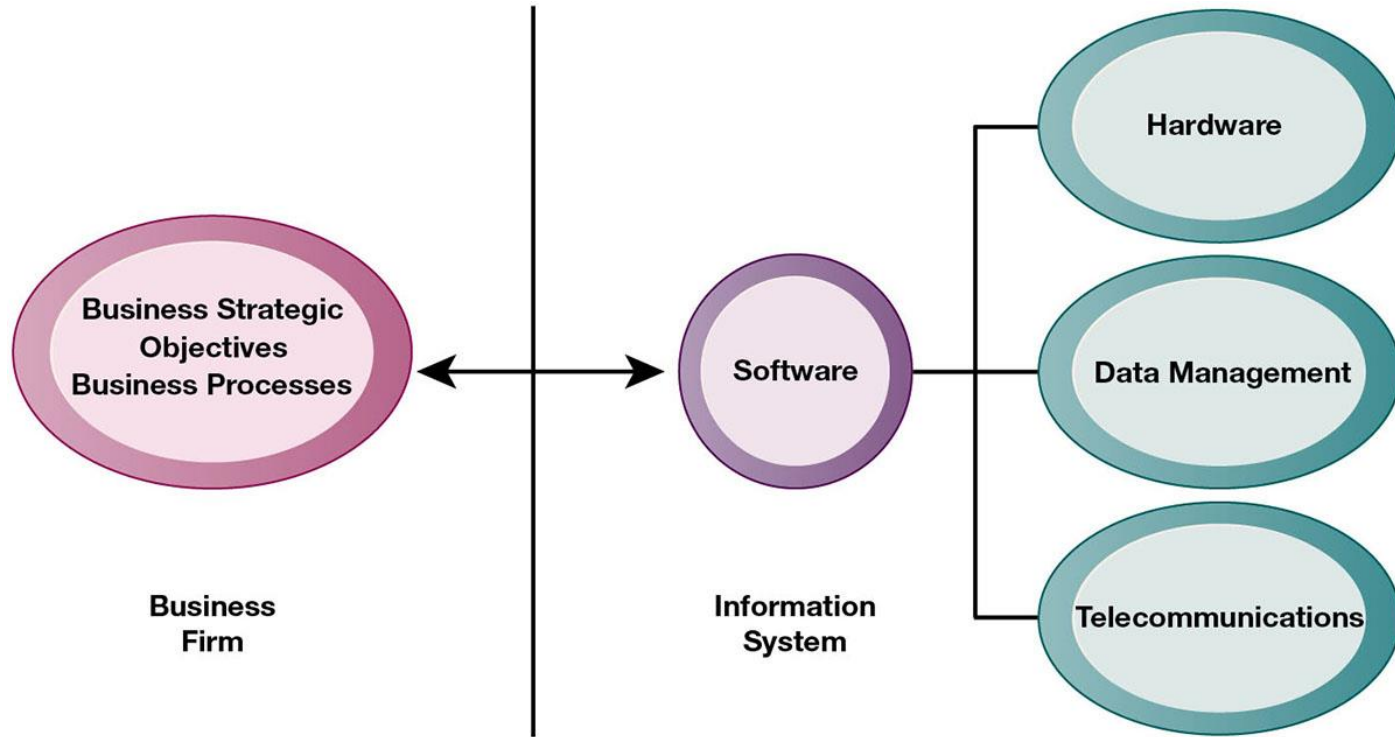 Business Strategic
Objectives
Business Processes
Business
Firm
Software
Information
System
Hardware
Data Management
Telecommunications